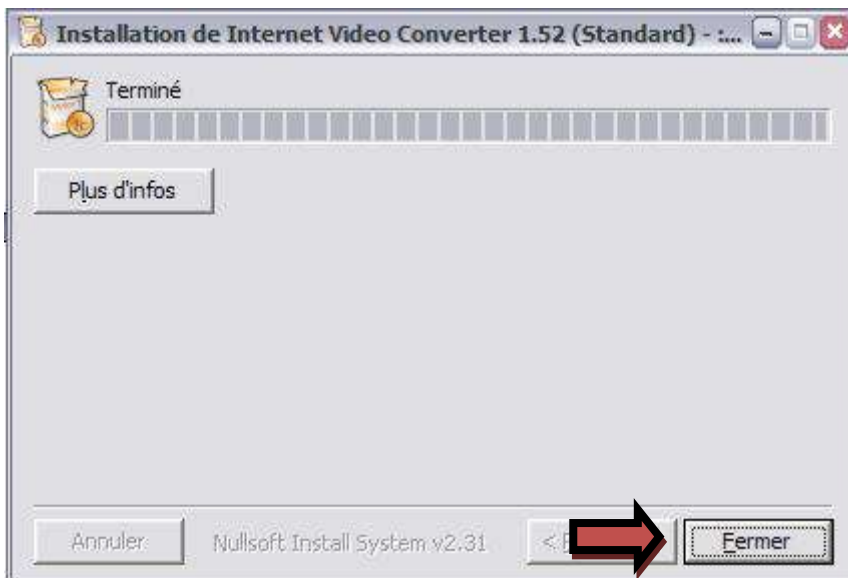 Installation de Internet Video Converter 1.52 (Standard) - :...
Terminé
Plus d'infos
Annuler
Nullsoft Install System v2.31
<
Fermer